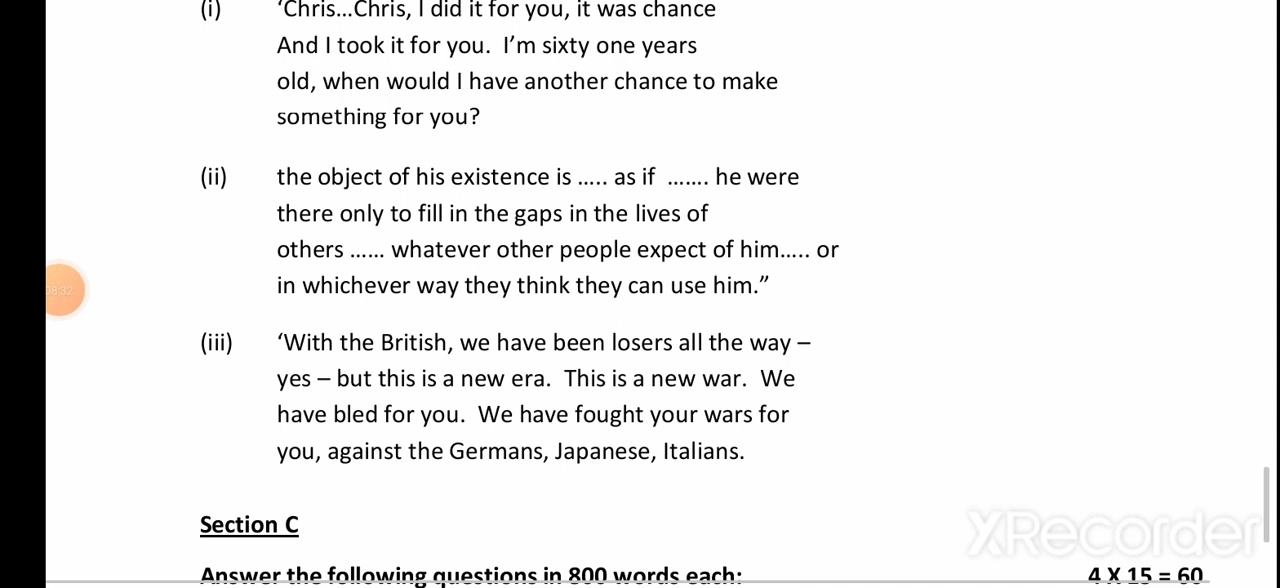 (i) ‘Chris...Chris, I did it for you, it was chance
And I took it for you. I’m sixty one years
old, when would I have another chance to make
something for you?
(ii) the object of his existence is ..... as if ....... he were
there only to fill in the gaps in the lives of
others ...... whatever other people expect of him..... or
in whichever way they think they can use him.”
08:32
(iii) ‘With the British, we have been losers all the way –
yes – but this is a new era. This is a new war. We
have bled for you. We have fought your wars for
you, against the Germans, Japanese, Italians.
Section C
XRecorder
Answer the following questions in 800 words each: 4 X 15 = 60